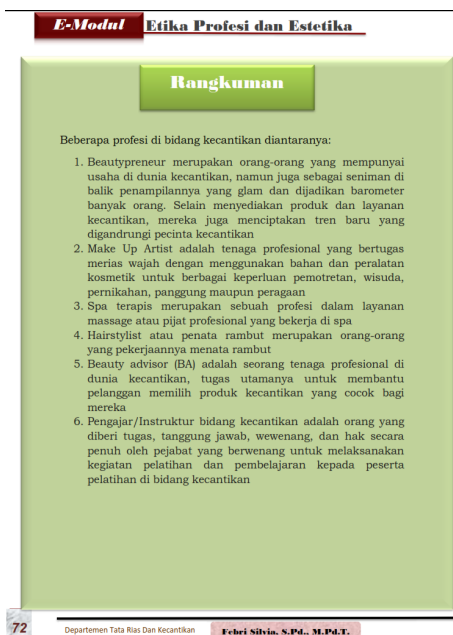 E-Modul Etika Profesi dan Estetika
Rangkuman
Beberapa profesi di bidang kecantikan diantaranya:
1. Beautypreneur merupakan orang-orang yang mempunyai
usaha di dunia kecantikan, namun juga sebagai seniman di
balik penampilannya yang glam dan dijadikan barometer
banyak orang. Selain menyediakan produk dan layanan
kecantikan, mereka juga menciptakan tren baru yang
digandrungi pecinta kecantikan
2. Make Up Artist adalah tenaga profesional yang bertugas
merias wajah dengan menggunakan bahan dan peralatan
kosmetik untuk berbagai keperluan pemotretan, wisuda,
pernikahan, panggung maupun peragaan
3. Spa terapis merupakan sebuah profesi dalam layanan
massage atau pijat profesional yang bekerja di spa
4. Hairstylist atau penata rambut merupakan orang-orang
yang pekerjaannya menata rambut
5. Beauty advisor (BA) adalah seorang tenaga profesional di
dunia kecantikan, tugas utamanya untuk membantu
pelanggan memilih produk kecantikan yang cocok bagi
mereka
6. Pengajar/Instruktur bidang kecantikan adalah orang yang
diberi tugas, tanggung jawab, wewenang, dan hak secara
penuh oleh pejabat yang berwenang untuk melaksanakan
kegiatan pelatihan dan pembelajaran kepada peserta
pelatihan di bidang kecantikan
72 Departemen Tata Rias Dan Kecantikan Febri Silvia, S.Pd., M.Pd.T.